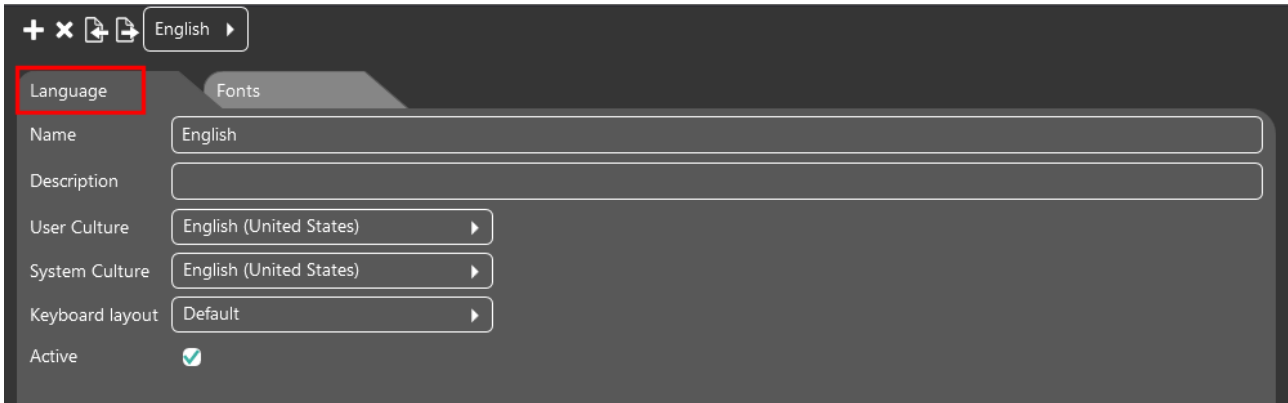 English
Language Fonts
Name English
Description
User Culture English (United States)
System Culture English (United States)
Keyboard layout Default
Active